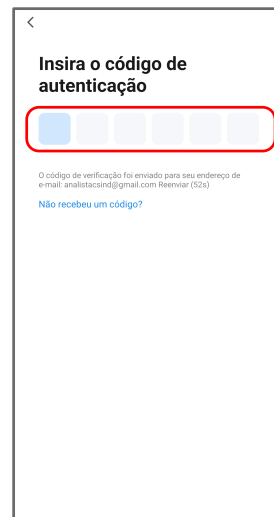 Insira o código de
autenticação
O código de verificação foi enviado para seu endereço de
e-mail: analistacsind@gmail.com Reenviar (52s)
Não recebeu um código?